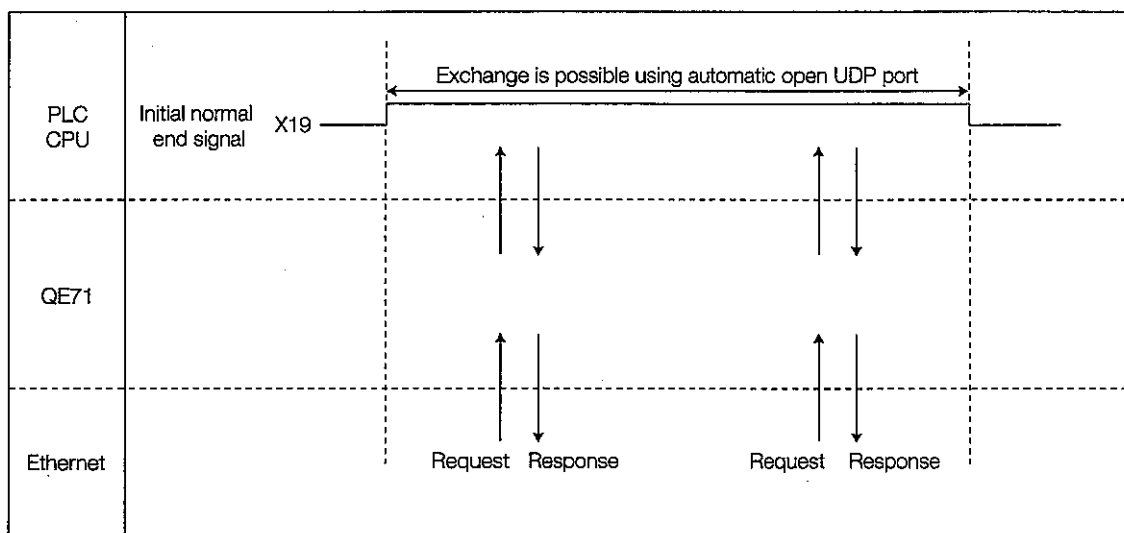 Exchange is possible using automatic open UDP port
PLC
CPU
Initial normal
end signal
X19
QE71
Ethernet
Request Response
Request Response